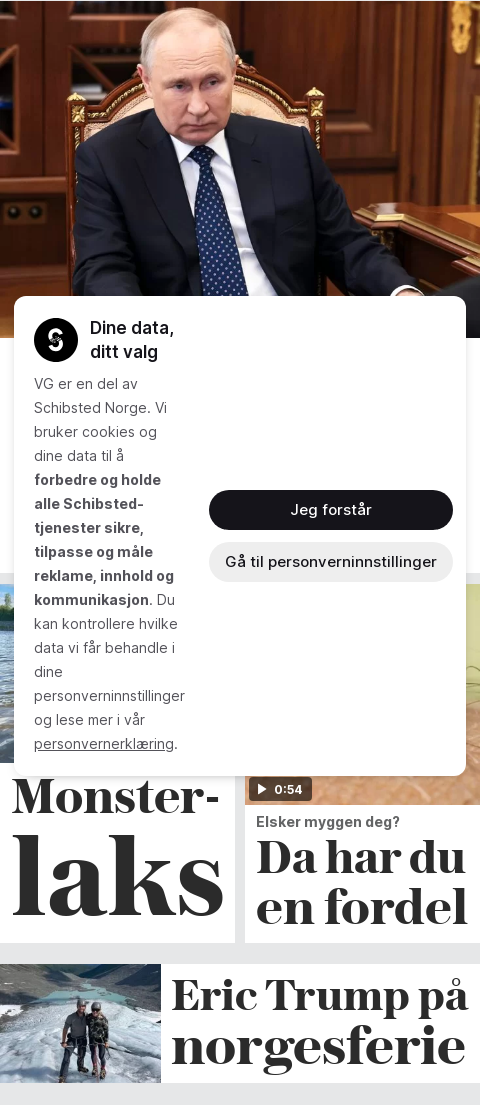 Dine data,
ditt valg
VG er en del av
Schibsted Norge. Vi
bruker cookies og
dine data til å
forbedre og holde
alle Schibsted-
tjenester sikre,
tilpasse og måle
reklame, innhold og
kommunikasjon. Du
kan kontrollere hvilke
data vi får behandle i
dine
personverninnstillinger
og lese mer i vår
personvernerklæring.
Jeg forstår
Gå til personverninnstillinger
Monster-
laks
0:54
Elsker myggen deg?
Da har du
en fordel
Eric Trump på
norgesferie